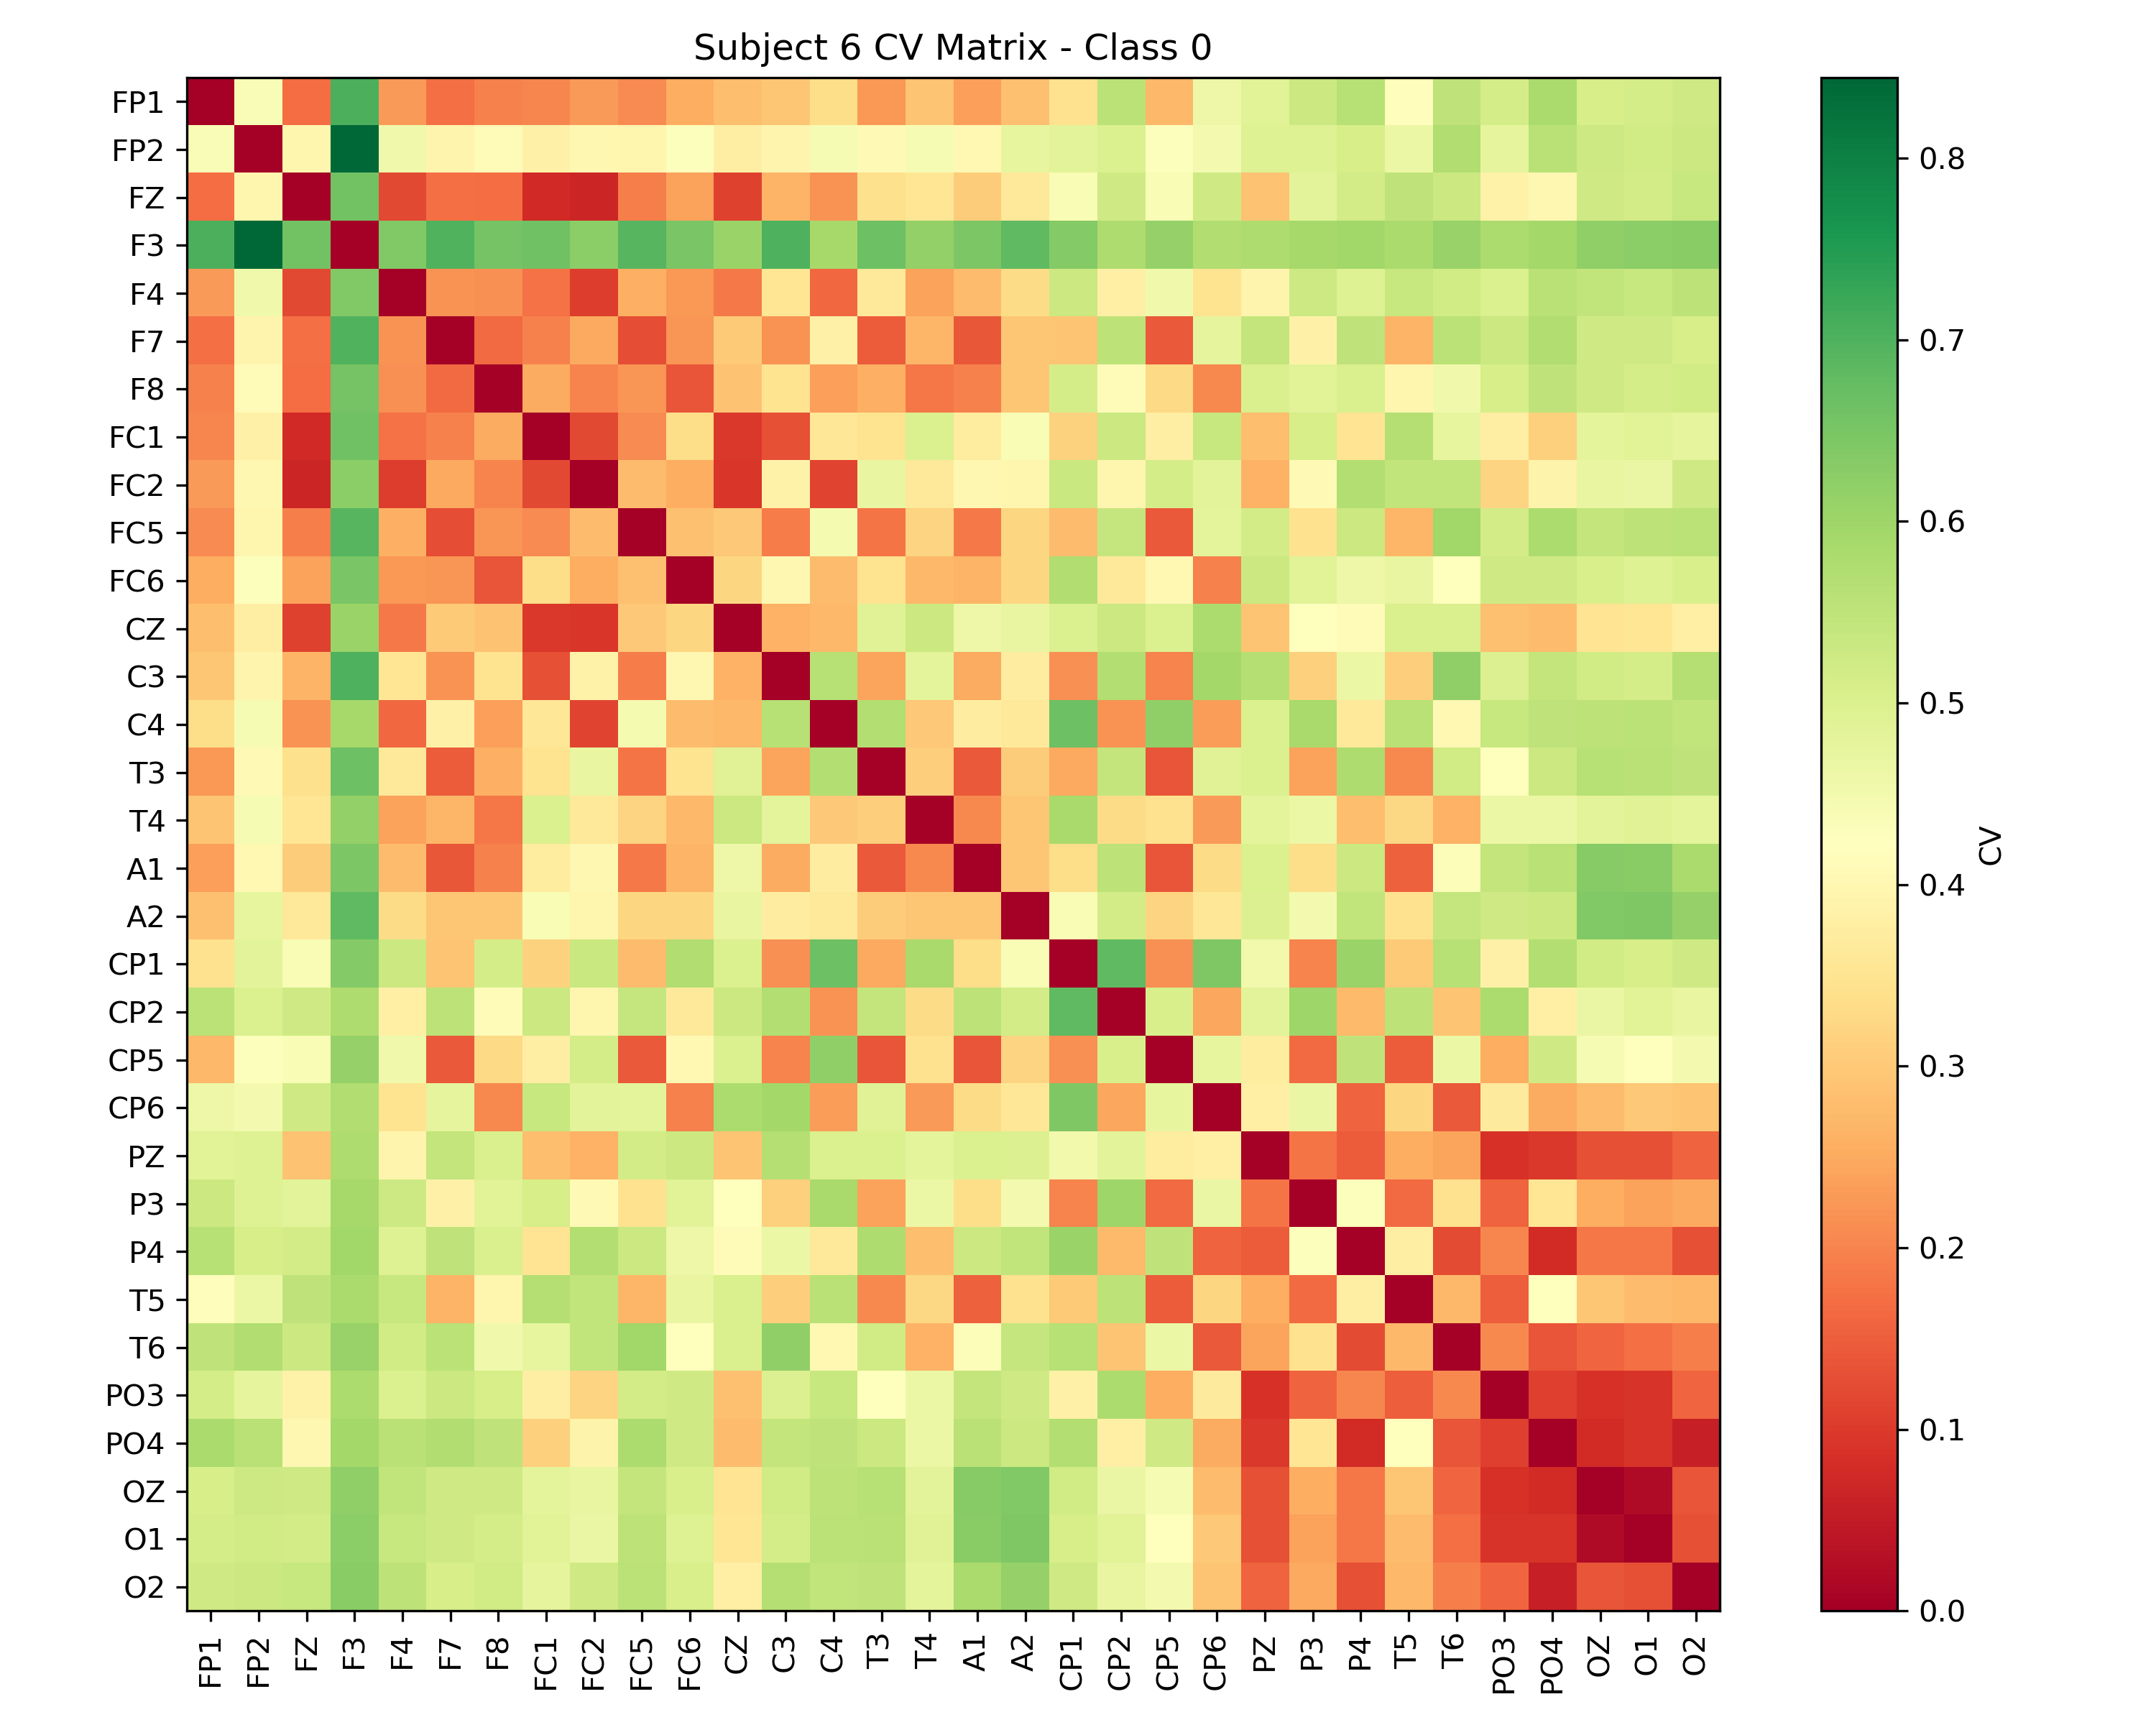 Subject 6 CV Matrix - Class 0
FP1
FP2
FZ
F3
F4
F7
F8
FC1
FC2
FC5
FC6
CZ
C3
C4
T3
T4
A1
A2
CP1
CP2
CP5
CP6
PZ
P3
P4
T5
T6
PO3
PO4
OZ
O1
O2
FP1 FP2 FZ F3 F4 F7 F8 FC1 FC2 FC5 FC6 CZ C3 C4 T3 T4 A1 A2 CP1 CP2 CP5 CP6 PZ P3 P4 T5 T6 PO3 PO4 OZ O1 O2
0.8
0.7
0.6
0.5
0.4
0.3
0.2
0.1
0.0
CV